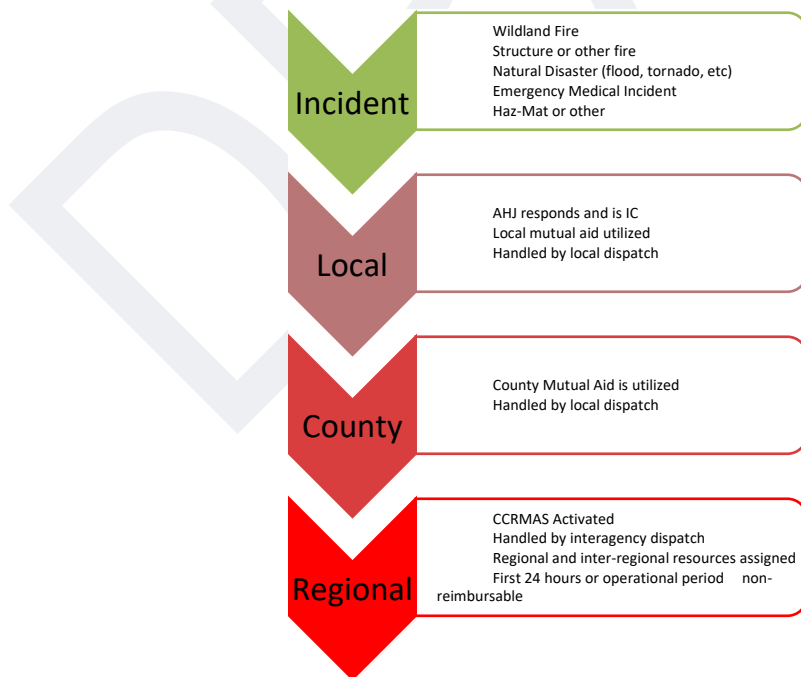 Incident
Wildland Fire
Structure or other fire
Natural Disaster (flood, tornado, etc)
Emergency Medical Incident
Haz-Mat or other
Local
AHJ responds and is IC
Local mutual aid utilized
Handled by local dispatch
County
County Mutual Aid is utilized
Handled by local dispatch
Regional
CCRMAS Activated
Handled by interagency dispatch
Regional and inter-regional resources assigned
First 24 hours or operational period non-
reimbursable